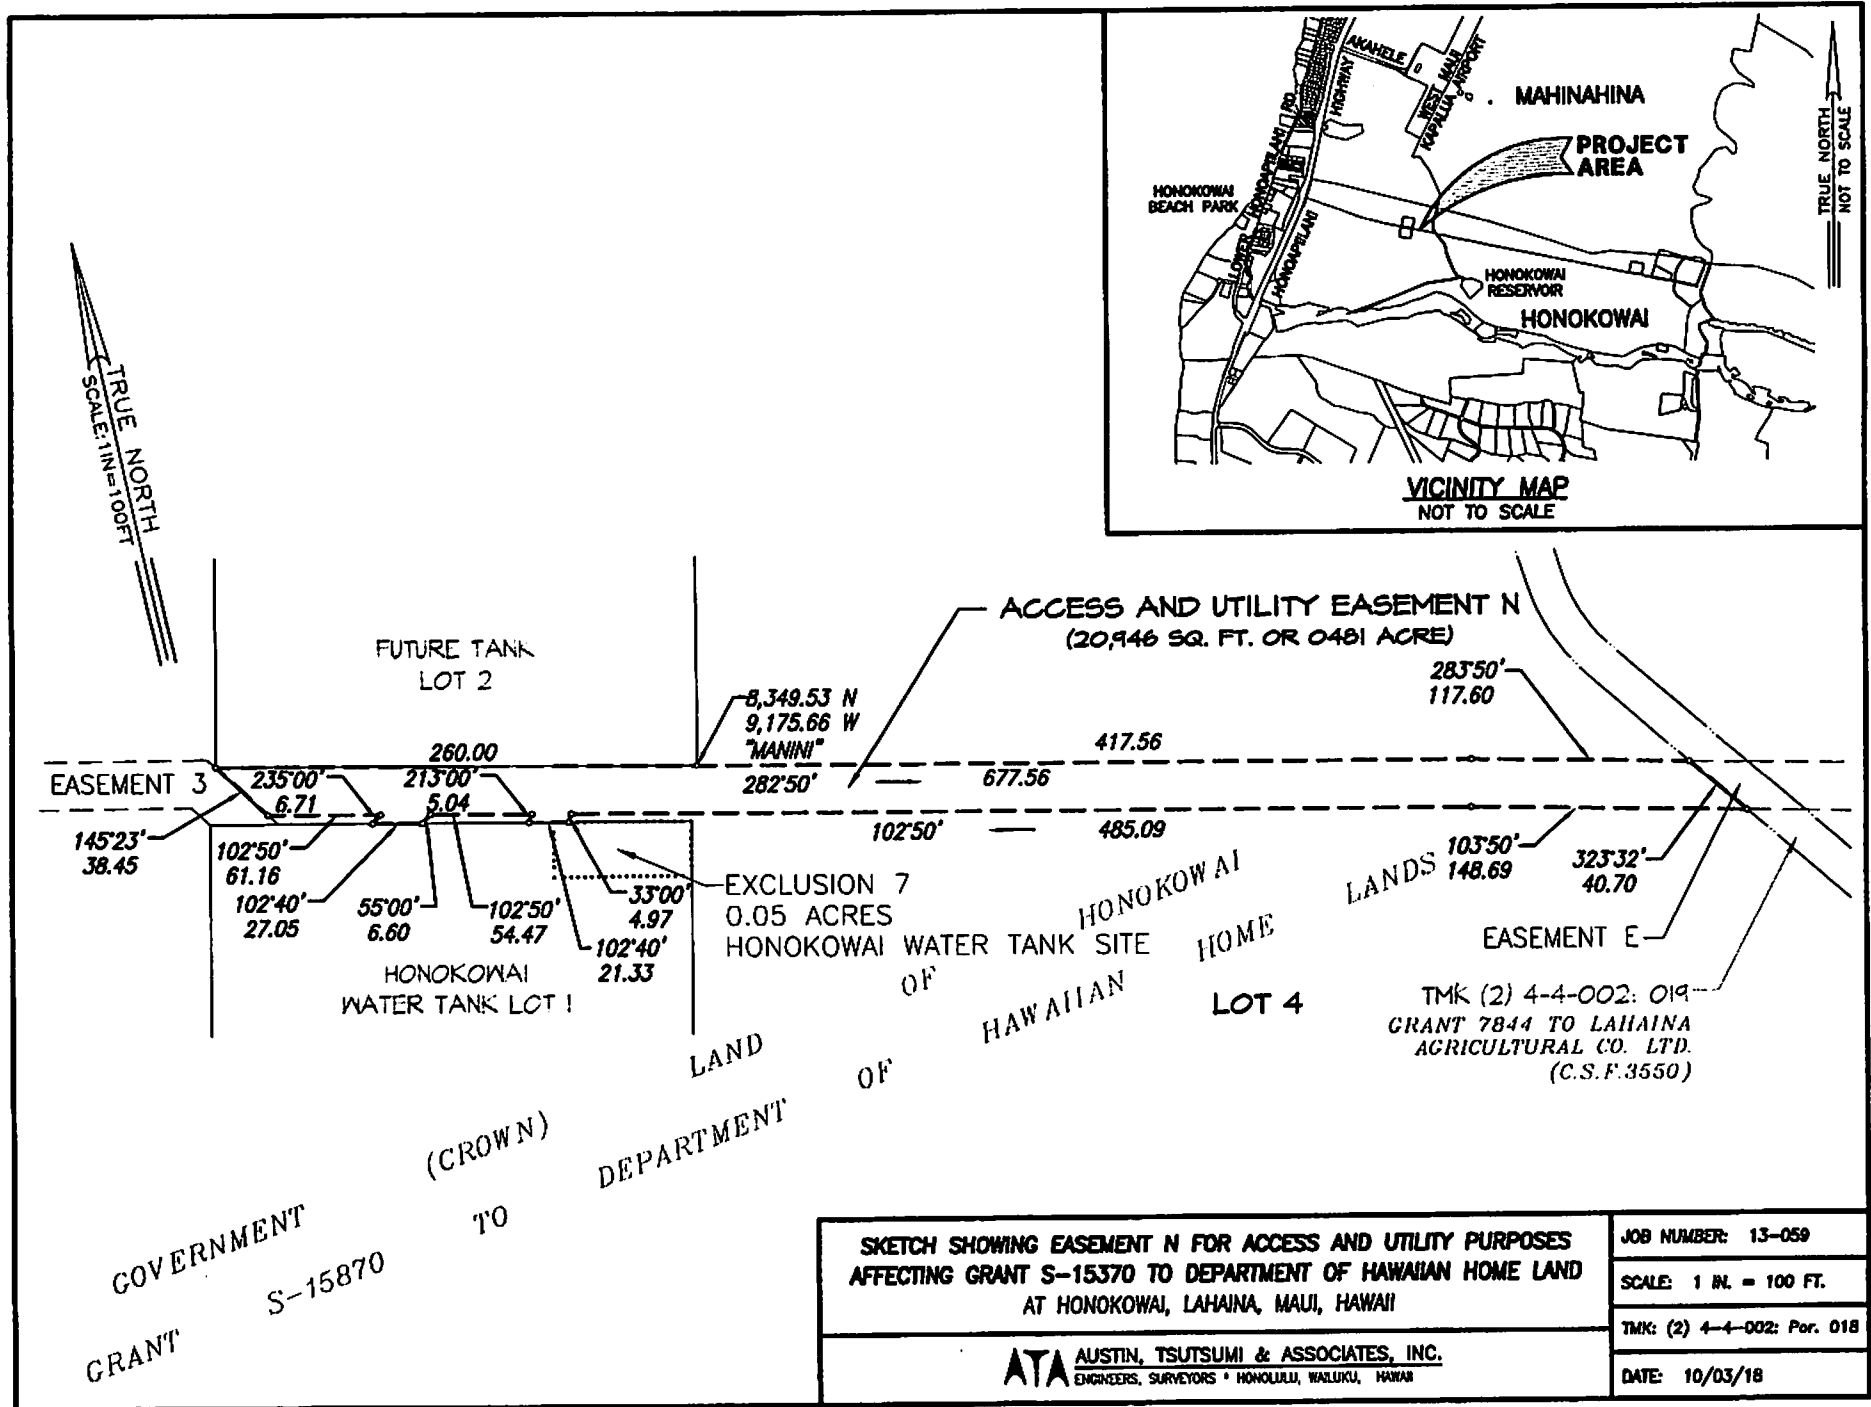 AKAHELE
WEST MAUI
KAPALUA AIRPORT
HIGHWAY
MAHINAHINA
PROJECT
AREA
TRUE NORTH
NOT TO SCALE
LOWER HONOAPIILANI RD.
HONOKOWAI
BEACH PARK
HONOAPIILANI
HONOKOWAI
RESERVOIR
HONOKOWAI
VICINITY MAP
NOT TO SCALE
TRUE NORTH
SCALE:1IN=100FT
FUTURE TANK
LOT 2
ACCESS AND UTILITY EASEMENT N
(20,946 SQ. FT. OR 0481 ACRE)
8,349.53 N
9,175.66 W
"MANINI"
283°50'
117.60
260.00
417.56
EASEMENT 3
235°00'
6.71
213°00'
5.04
282°50'
677.56
145°23'
38.45
102°50'
61.16
102°40'
27.05
55°00'
6.60
102°50'
54.47
33°00'
4.97
102°40'
21.33
102°50'
485.09
103°50'
148.69
323°32'
40.70
EXCLUSION 7
0.05 ACRES
HONOKOWAI WATER TANK SITE
HONOKOWAI
WATER TANK LOT 1
EASEMENT E
LOT 4
TMK (2) 4-4-002: 019
GRANT 7844 TO LAHAINA
AGRICULTURAL CO. LTD.
(C.S.F.3550)
GOVERNMENT (CROWN) LAND OF HONOKOWAI
GRANT S-15870 TO DEPARTMENT OF HAWAIIAN HOME LANDS
SKETCH SHOWING EASEMENT N FOR ACCESS AND UTILITY PURPOSES
AFFECTING GRANT S-15370 TO DEPARTMENT OF HAWAIIAN HOME LAND
AT HONOKOWAI, LAHAINA, MAUI, HAWAII
ATA AUSTIN, TSUTSUMI & ASSOCIATES, INC.
ENGINEERS, SURVEYORS * HONOLULU, WAILUKU, HAWAII
JOB NUMBER: 13-059
SCALE: 1 IN. = 100 FT.
TMK: (2) 4-4-002: Por. 018
DATE: 10/03/18